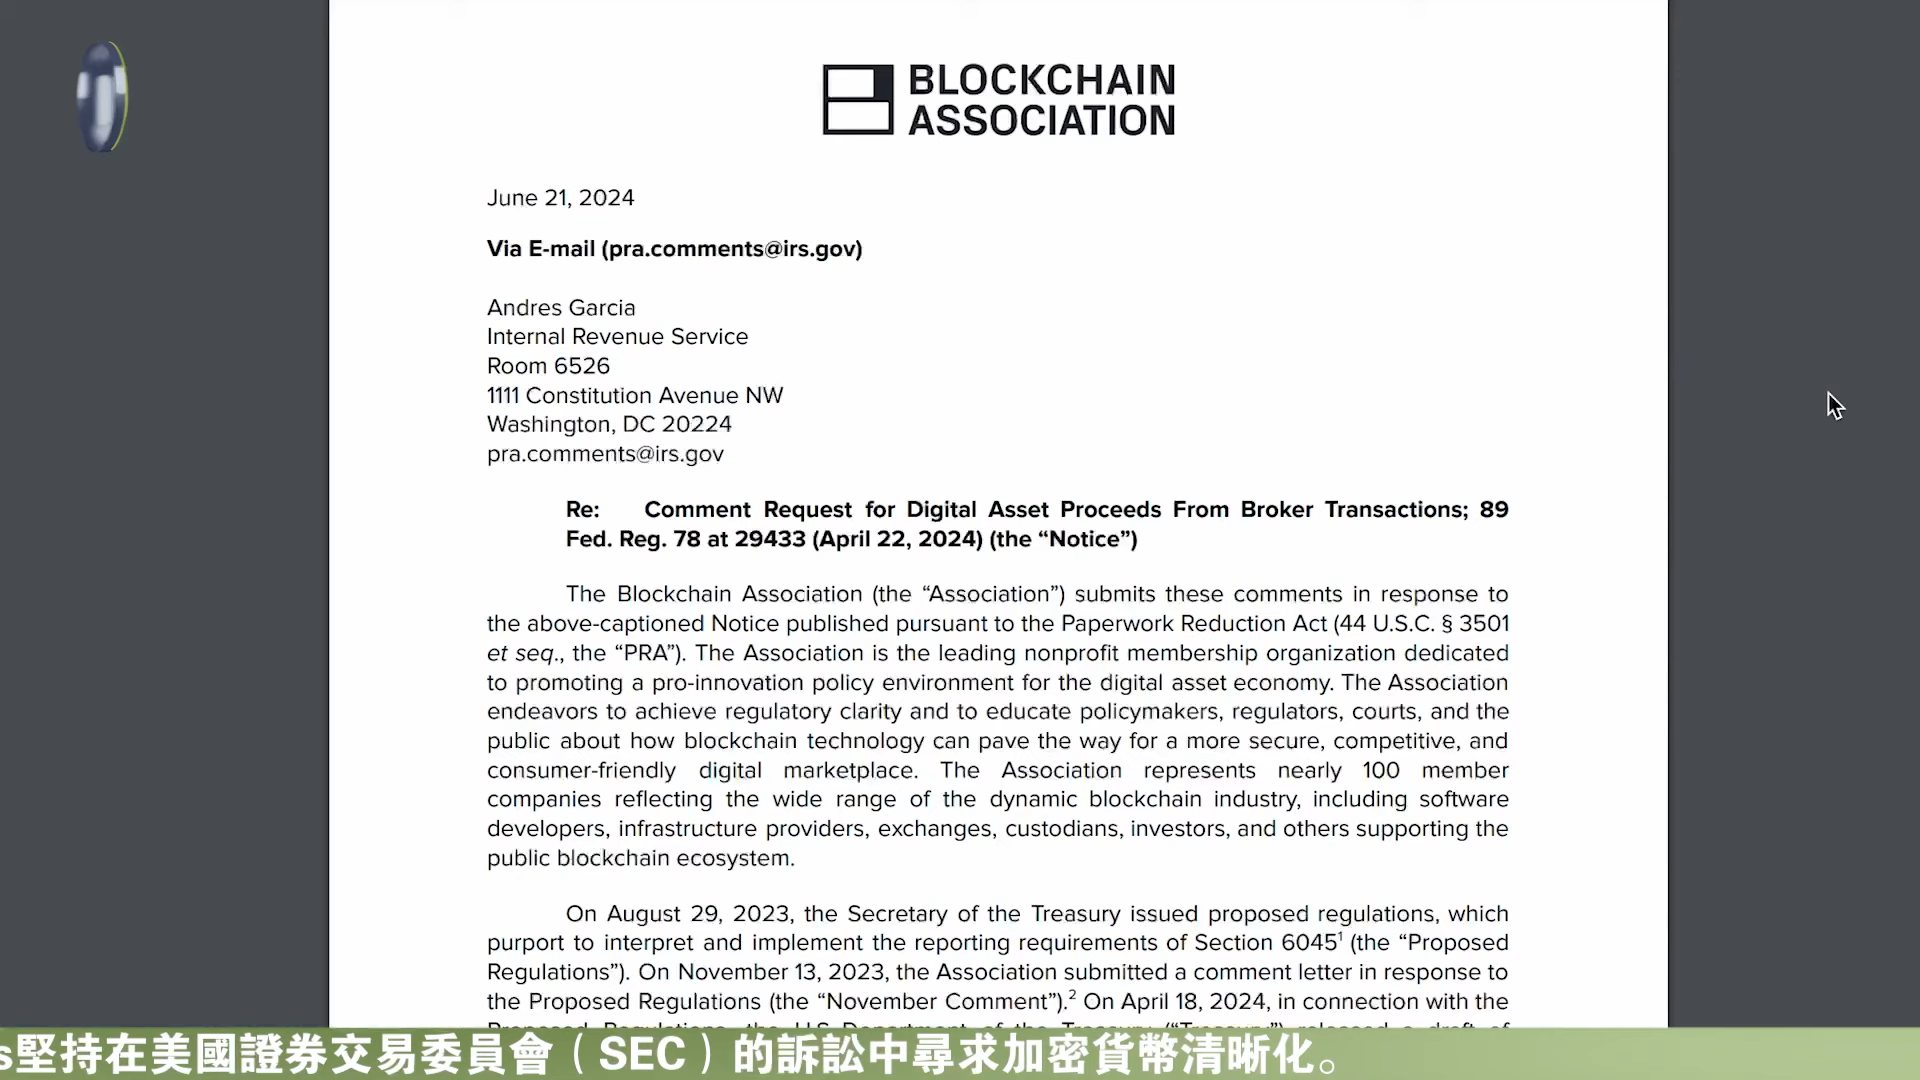 BLOCKCHAIN
ASSOCIATION
June 21, 2024
Via E-mail (pra.comments@irs.gov)
Andres Garcia
Internal Revenue Service
Room 6526
1111 Constitution Avenue NW
Washington, DC 20224
pra.comments@irs.gov
Re: Comment Request for Digital Asset Proceeds From Broker Transactions; 89
Fed. Reg. 78 at 29433 (April 22, 2024) (the “Notice”)
The Blockchain Association (the “Association”) submits these comments in response to
the above-captioned Notice published pursuant to the Paperwork Reduction Act (44 U.S.C. § 3501
et seq., the “PRA”). The Association is the leading nonprofit membership organization dedicated
to promoting a pro-innovation policy environment for the digital asset economy. The Association
endeavors to achieve regulatory clarity and to educate policymakers, regulators, courts, and the
public about how blockchain technology can pave the way for a more secure, competitive, and
consumer-friendly digital marketplace. The Association represents nearly 100 member
companies reflecting the wide range of the dynamic blockchain industry, including software
developers, infrastructure providers, exchanges, custodians, investors, and others supporting the
public blockchain ecosystem.
On August 29, 2023, the Secretary of the Treasury issued proposed regulations, which
purport to interpret and implement the reporting requirements of Section 6045¹ (the “Proposed
Regulations”). On November 13, 2023, the Association submitted a comment letter in response to
the Proposed Regulations (the “November Comment”).² On April 18, 2024, in connection with the
Proposed Regulations, the U.S. Department of the Treasury (“Treasury”) released a draft of
s堅持在美國證券交易委員會（SEC）的訴訟中尋求加密貨幣清晰化。